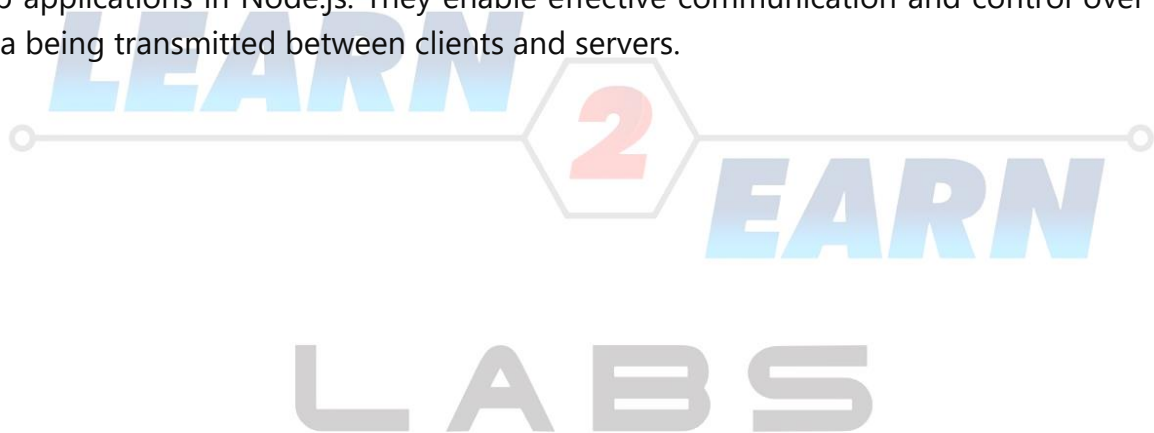 applications in Node.js. They enable effective communication and control over
a being transmitted between clients and servers.
LEARN
2
EARN
LABS